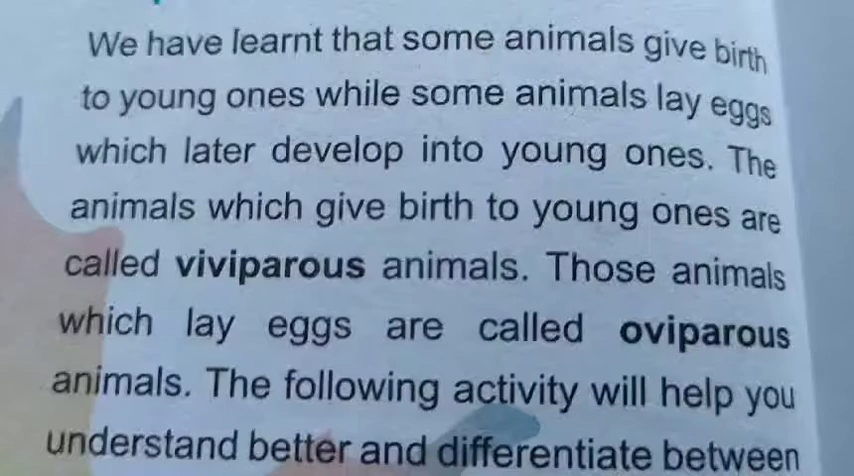 We have learnt that some animals give birth
to young ones while some animals lay eggs
which later develop into young ones. The
animals which give birth to young ones are
called viviparous animals. Those animals
which lay eggs are called oviparous
animals. The following activity will help you
understand better and differentiate between